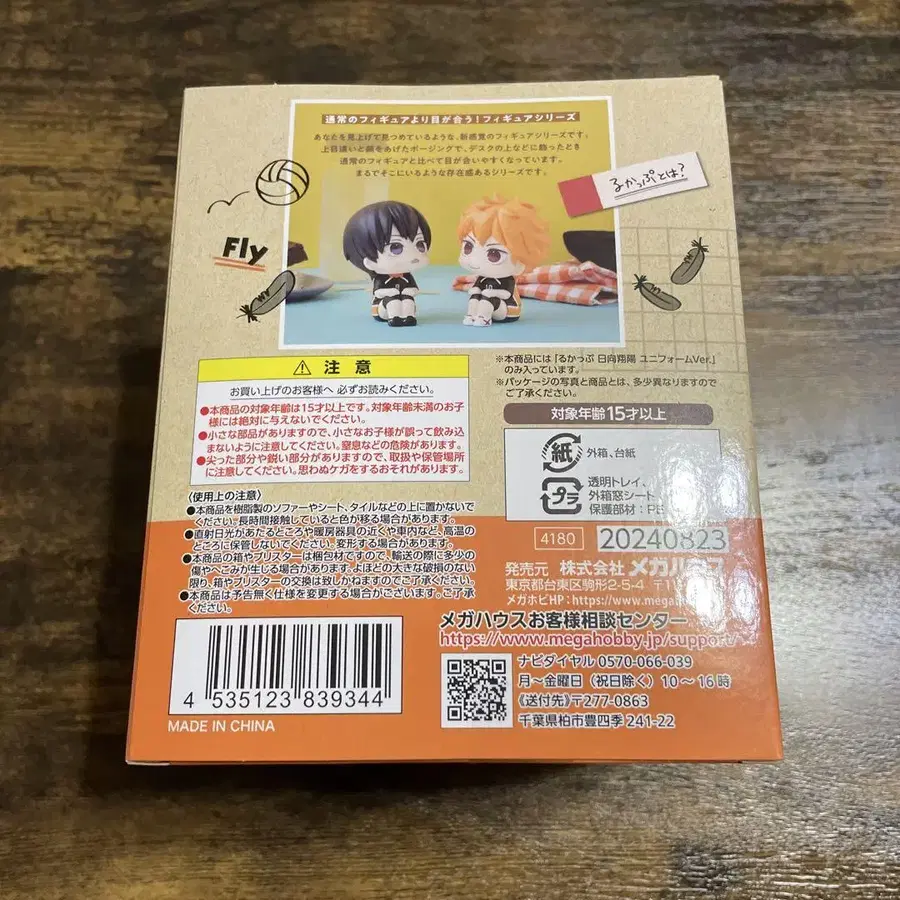 通常のフィギュアより目が合う!フィギュアシリーズ
あなたを見上げて見つめているような、新感覚のフィギュアシリーズです。
上目遣いと顔をあげたポージングで、デスクの上などに飾ったとき
通常のフィギュアと比べて目が合いやすくなっています。
まるでそこにいるような存在感あるシリーズです。
るかっぷとは?
Fly
※本商品には「るかっぷ 日向翔陽 ユニフォームVer.」
のみ入っています。
※パッケージの写真と商品とは、多少異なりますので
ご了承ください。
⚠ 注意
お買い上げのお客様へ 必ずお読みください。
●本商品の対象年齢は15才以上です。対象年齢未満のお子
様には絶対に与えないでください。
●小さな部品がありますので、小さなお子様が誤って飲み込
まないように注意してください。窒息などの危険があります。
●尖った部分や鋭い部分がありますので、取扱や保管場所
に注意してください。思わぬケガをするおそれがあります。
対象年齢15才以上
紙 外箱、台紙
プラ 透明トレイ、
外箱窓シート
保護部材:PE
〈使用上の注意〉
●本商品を樹脂製のソファーやシート、タイルなどの上に置かないで
ください。長時間接触していると色が移る場合があります。
●直射日光があたるところや暖房器具の近くや車内など、高温の
ところに保管しないでください。変形する場合があります。
●本商品の箱やブリスターは梱包材ですので、輸送の際に多少の
傷やへこみが生じる場合があります。よほどの大きな破損のない
限り、箱やブリスターの交換は致しかねますのでご了承ください。
●本商品は予告無く仕様を変更する場合がございます。ご了承
ください。
4180 20240823
発売元 株式会社メガハウス
東京都台東区駒形2-5-4
メガホビHP:https://www.mega
メガハウスお客様相談センター
https://www.megahobby.jp/support/
ナビダイヤル 0570-066-039
月~金曜日(祝日除く)10~16時
《送付先》〒277-0863
千葉県柏市豊四季241-22
4 535123 839344
MADE IN CHINA